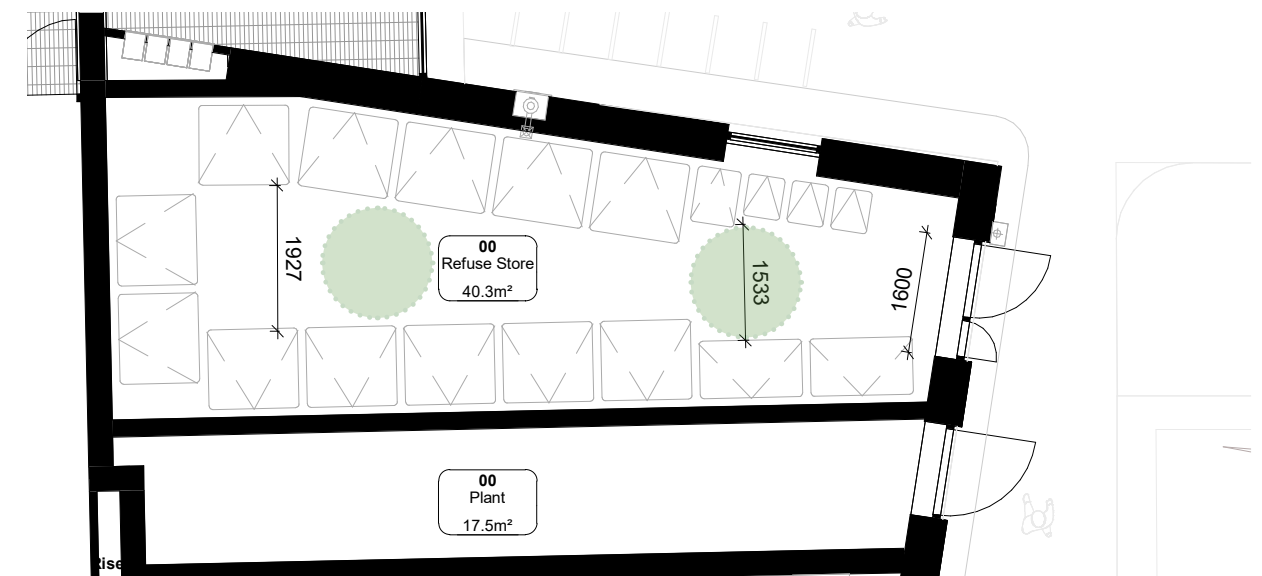 1927
00
Refuse Store
40.3m²
1533
1600
00
Plant
17.5m²
Rise